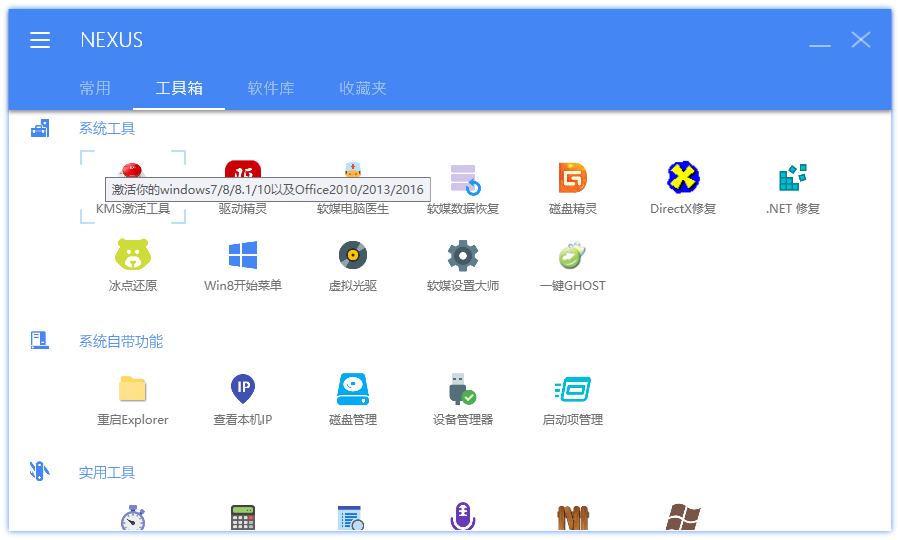 NEXUS
常用 工具箱 软件库 收藏夹
系统工具
激活你的windows7/8/8.1/10以及Office2010/2013/2016
KMS激活工具 驱动精灵 软媒电脑医生 软媒数据恢复 磁盘精灵 DirectX修复 .NET 修复
冰点还原 Win8开始菜单 虚拟光驱 软媒设置大师 一键GHOST
系统自带功能
IP
重启Explorer 查看本机IP 磁盘管理 设备管理器 启动项管理
实用工具